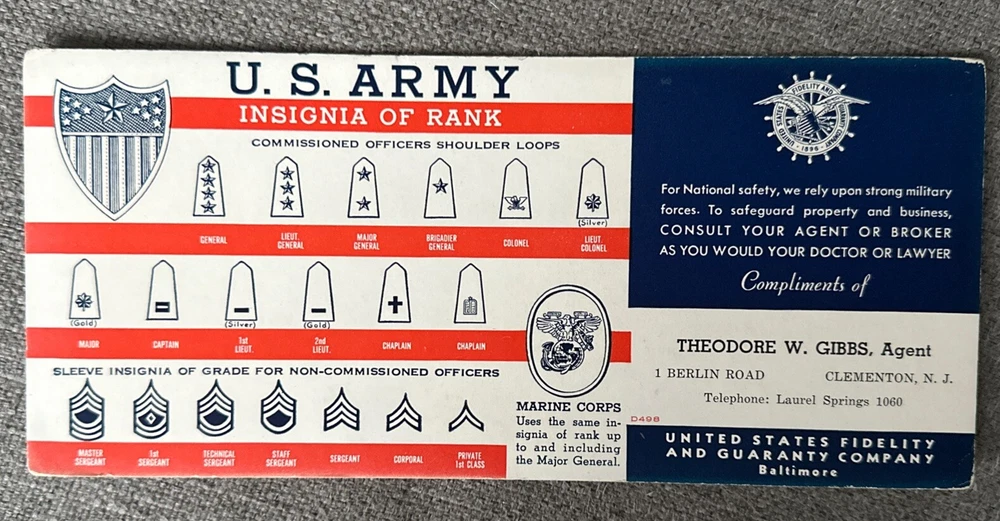 U. S. ARMY
INSIGNIA OF RANK
COMMISSIONED OFFICERS SHOULDER LOOPS
(Silver)
GENERAL
LIEUT. GENERAL
MAJOR GENERAL
BRIGADIER GENERAL
COLONEL
LIEUT. COLONEL
(Gold)
(Silver)
(Gold)
MAJOR
CAPTAIN
1st LIEUT.
2nd LIEUT.
CHAPLAIN
CHAPLAIN
SLEEVE INSIGNIA OF GRADE FOR NON-COMMISSIONED OFFICERS
MASTER SERGEANT
1st SERGEANT
TECHNICAL SERGEANT
STAFF SERGEANT
SERGEANT
CORPORAL
PRIVATE 1st CLASS
MARINE CORPS
Uses the same in-
signia of rank up
to and including
the Major General.
UNITED STATES FIDELITY AND GUARANTY COMPANY
1896
For National safety, we rely upon strong military
forces. To safeguard property and business,
CONSULT YOUR AGENT OR BROKER
AS YOU WOULD YOUR DOCTOR OR LAWYER
Compliments of
THEODORE W. GIBBS, Agent
1 BERLIN ROAD CLEMENTON, N. J.
Telephone: Laurel Springs 1060
D498
UNITED STATES FIDELITY
AND GUARANTY COMPANY
Baltimore